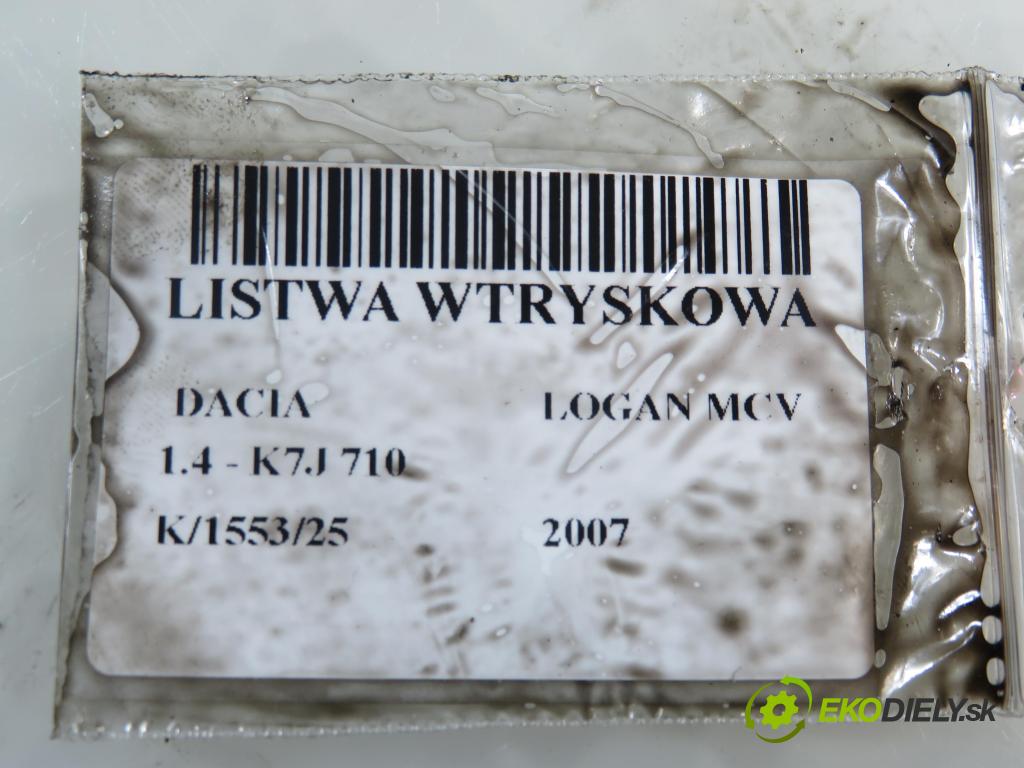 LISTWA WTRYSKOWA
DACIA LOGAN MCV
1.4 - K7J 710
K/1553/25 2007
EKODIELY.sk